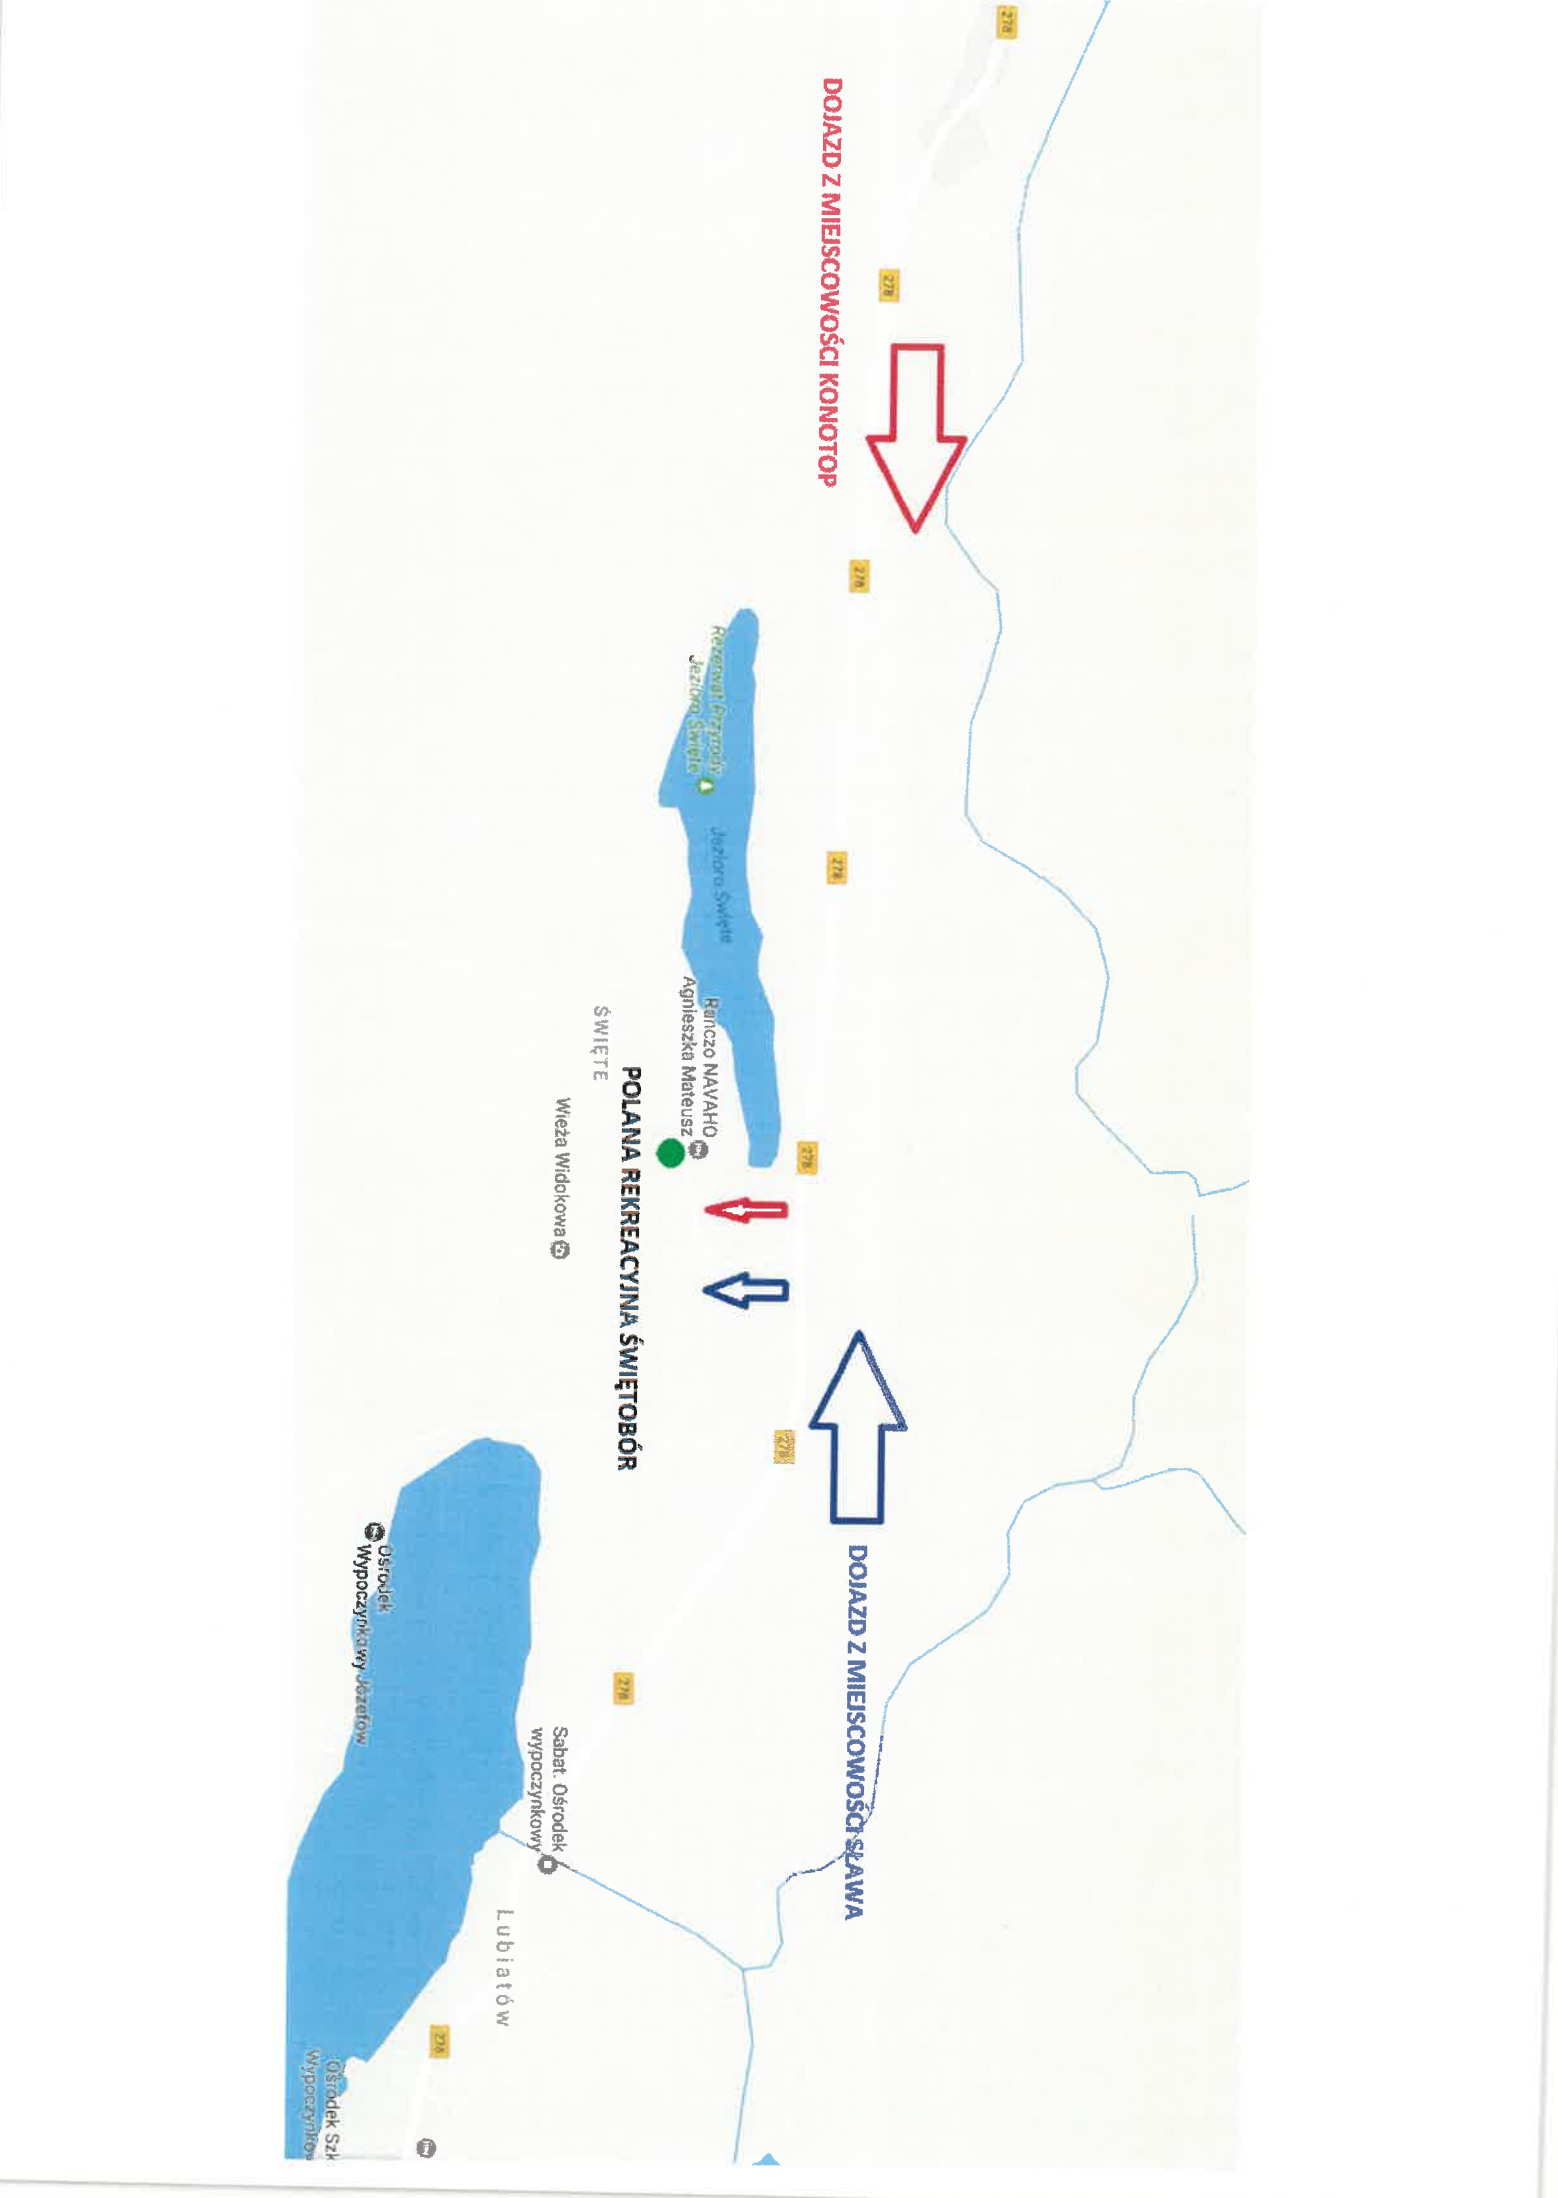 278
DOJAZD Z MIEJSCOWOŚCI KONOTOP
278
278
Rezerwat Przyrody
Jezioro Święte
Jezioro Święte
278
Ranczo NAVAHO
Agnieszka Mateusz
278
ŚWIĘTE
POLANA REKREACYJNA ŚWIĘTOBÓR
Wieża Widokowa
278
DOJAZD Z MIEJSCOWOŚCI SŁAWA
Ośrodek
Wypoczynkowy Józefów
278
Sabat. Ośrodek
wypoczynkowy
Lubiatów
278
Ośrodek Szk
Wypoczynkow